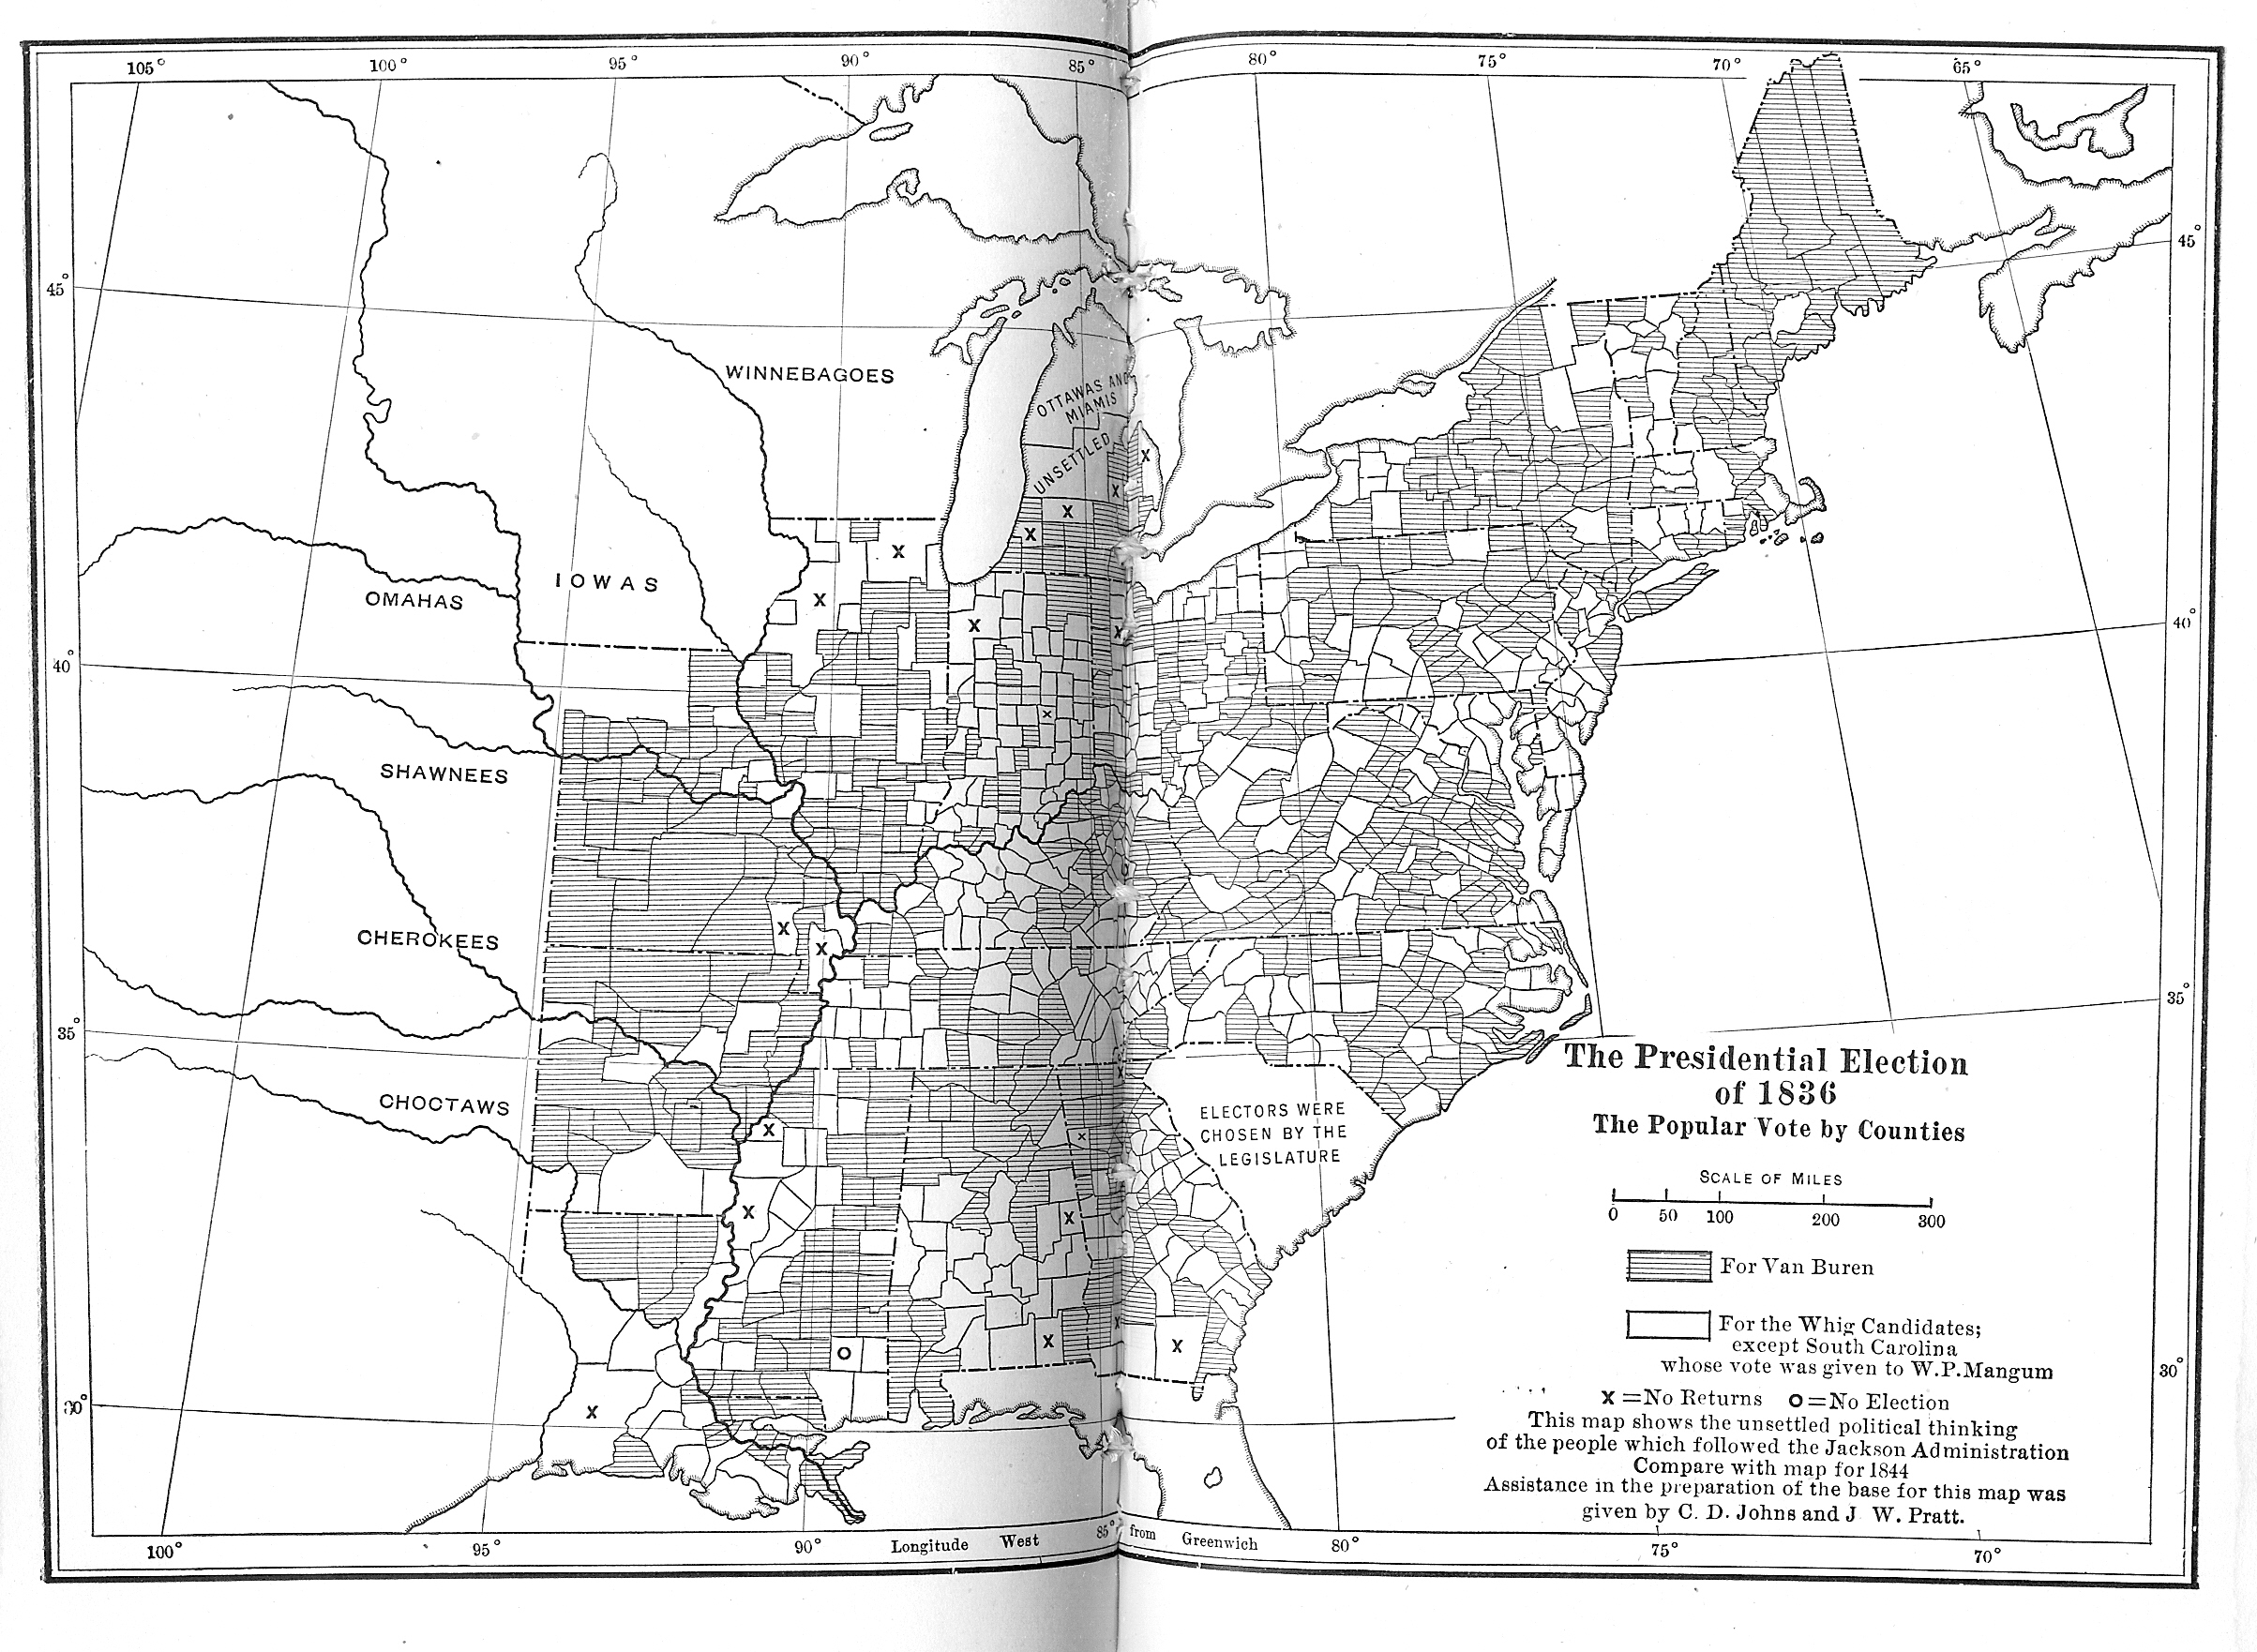 105° 100° 95° 90° 85° 80° 75° 70° 65°
45°
45°
WINNEBAGOES
OTTAWAS AND
MIAMIS
UNSETTLED
X
X
X
X
X
IOWAS
OMAHAS
X
X
X
40°
40°
X
SHAWNEES
CHEROKEES
X
X
35°
35°
The Presidential Election
of 1836
The Popular Vote by Counties
X
CHOCTAWS
ELECTORS WERE
CHOSEN BY THE
LEGISLATURE
X
X
SCALE OF MILES
0 50 100 200 300
X
X
For Van Buren
For the Whig Candidates;
except South Carolina
whose vote was given to W.P.Mangum
X
X
X
O
30°
30°
X =No Returns O=No Election
X
This map shows the unsettled political thinking
of the people which followed the Jackson Administration
Compare with map for 1844
Assistance in the preparation of the base for this map was
given by C. D. Johns and J W. Pratt.
100° 95° 90° Longitude West 85° from Greenwich 80° 75° 70°